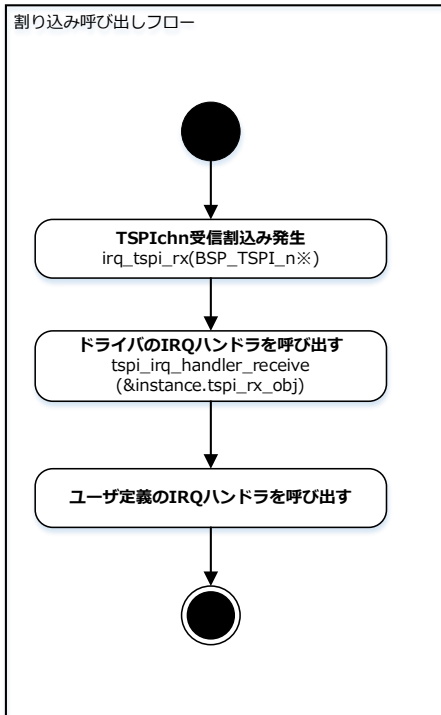 割り込み呼び出しフロー
TSPIchn受信割込み発生
irq_tspi_rx(BSP_TSPI_n※)
ドライバのIRQハンドラを呼び出す
tspi_irq_handler_receive
(&instance.tspi_rx_obj)
ユーザ定義のIRQハンドラを呼び出す